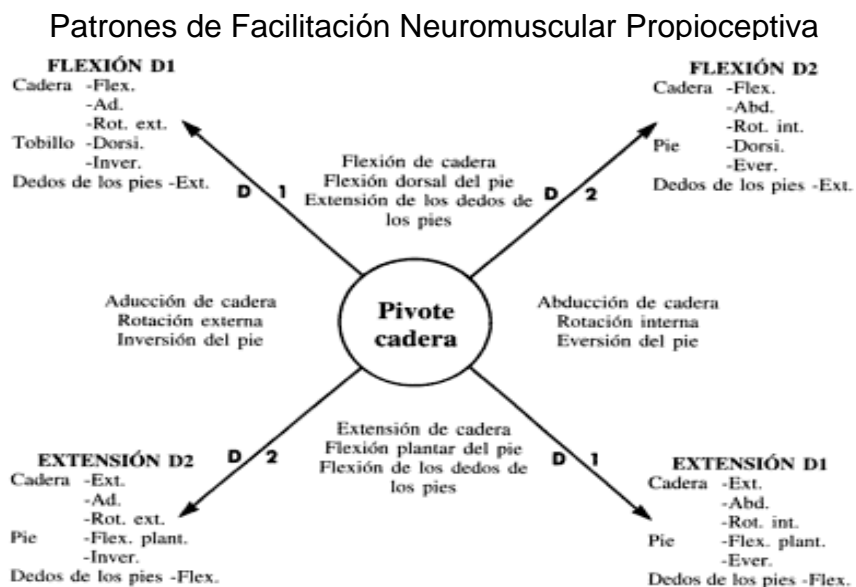 Patrones de Facilitación Neuromuscular Propioceptiva
FLEXIÓN D1
Cadera -Flex.
-Ad.
-Rot. ext.
Tobillo -Dorsi.
-Inver.
Dedos de los pies -Ext.
FLEXIÓN D2
Cadera -Flex.
-Abd.
-Rot. int.
Pie -Dorsi.
-Ever.
Dedos de los pies -Ext.
D 1
Flexión de cadera
Flexión dorsal del pie
Extensión de los dedos de
los pies
D 2
Aducción de cadera
Rotación externa
Inversión del pie
Pivote
cadera
Abducción de cadera
Rotación interna
Eversión del pie
D 2
Extensión de cadera
Flexión plantar del pie
Flexión de los dedos de
los pies
D 1
EXTENSIÓN D2
Cadera -Ext.
-Ad.
-Rot. ext.
Pie -Flex. plant.
-Inver.
Dedos de los pies -Flex.
EXTENSIÓN D1
Cadera -Ext.
-Abd.
-Rot. int.
Pie -Flex. plant.
-Ever.
Dedos de los pies -Flex.